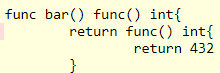 func bar() func() int{
        return func() int{
                return 432
        }